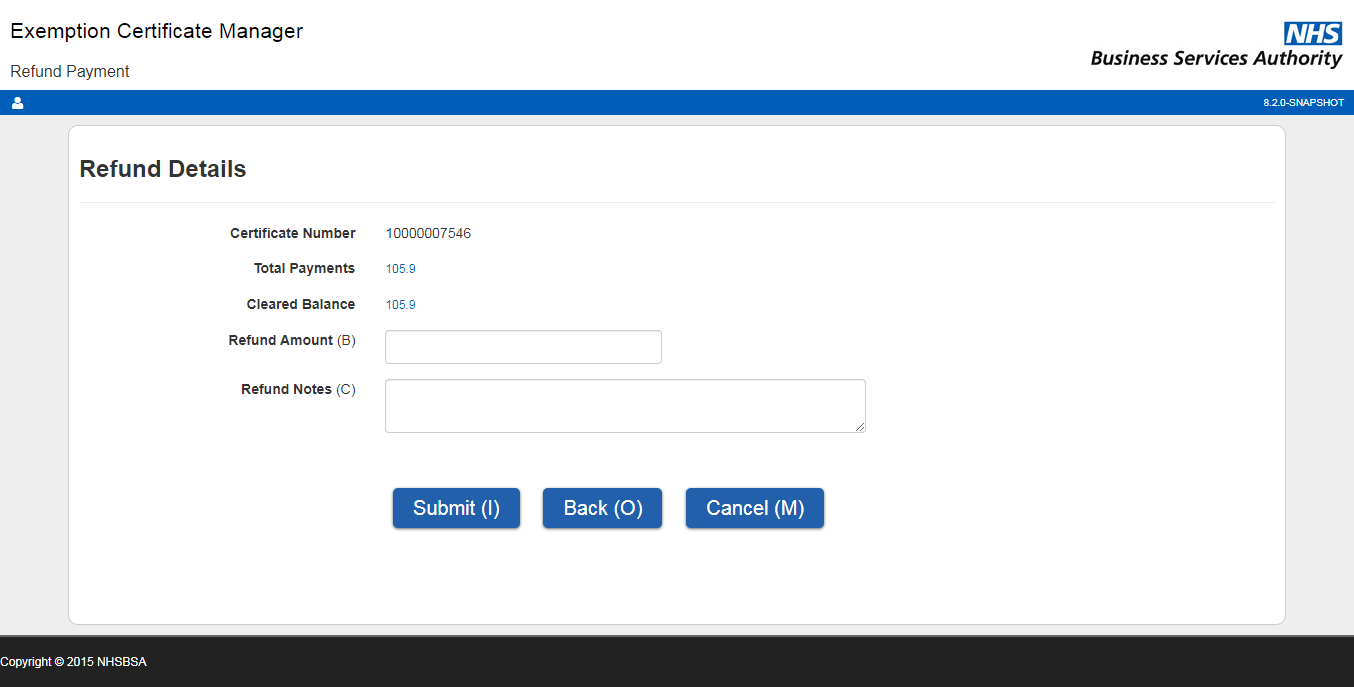 Exemption Certificate Manager
NHS
Business Services Authority
Refund Payment
8.2.0-SNAPSHOT
Refund Details
Certificate Number 10000007546
Total Payments 105.9
Cleared Balance 105.9
Refund Amount (B)
Refund Notes (C)
Submit (I) Back (O) Cancel (M)
Copyright © 2015 NHSBSA